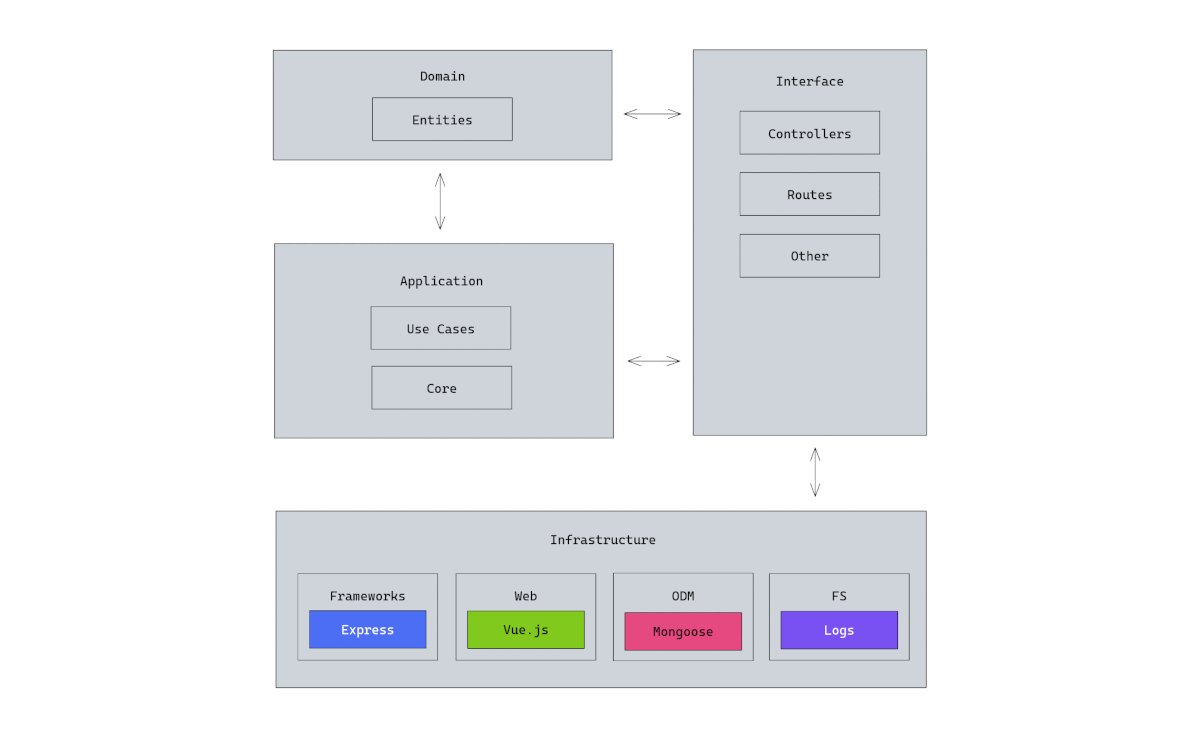 Domain
Entities
Interface
Controllers
Routes
Other
Application
Use Cases
Core
Infrastructure
Frameworks
Express
Web
Vue.js
ODM
Mongoose
FS
Logs